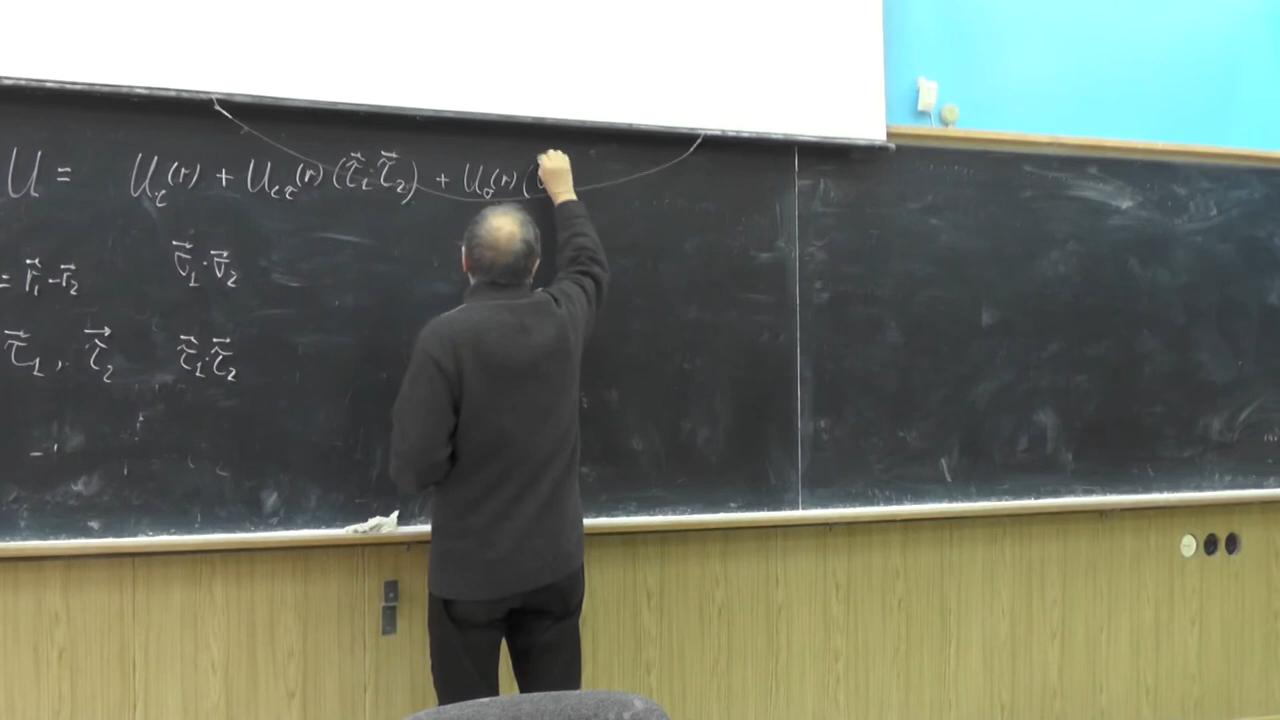 U = U_c(r) + U_cτ(r) (τ⃗₁·τ⃗₂) + U_σ(r) (
= r⃗₁ - r⃗₂ σ⃗₁·σ⃗₂
τ⃗₁, τ⃗₂ τ⃗₁·τ⃗₂